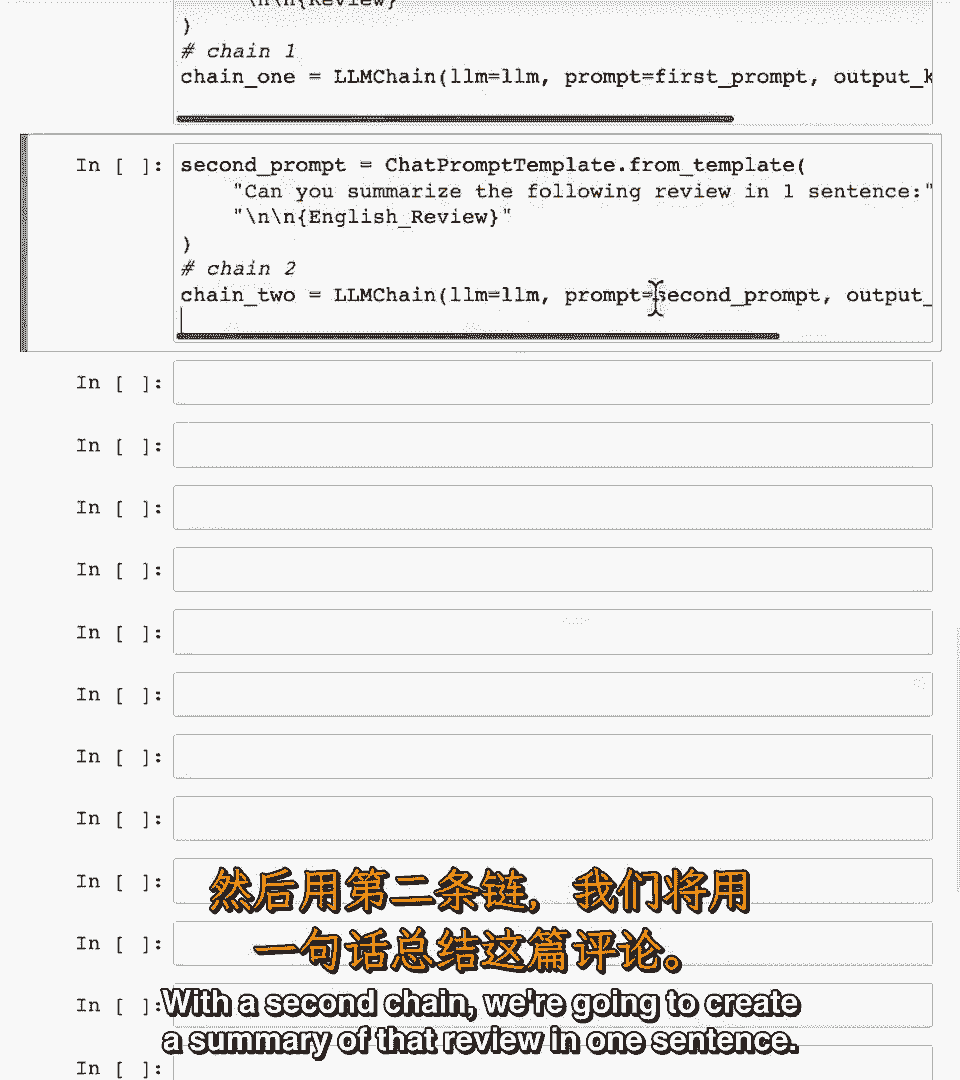 "\n\n{Review}"
)
# chain 1
chain_one = LLMChain(llm=llm, prompt=first_prompt, output_k
In [ ]: second_prompt = ChatPromptTemplate.from_template(
"Can you summarize the following review in 1 sentence:"
"\n\n{English_Review}"
)
# chain 2
chain_two = LLMChain(llm=llm, prompt=second_prompt, output_
In [ ]:
In [ ]:
In [ ]:
In [ ]:
In [ ]:
In [ ]:
In [ ]:
In [ ]:
In [ ]:
然后用第二条链，我们将用
In [ ]:
一句话总结这篇评论。
In [ ]:
With a second chain, we're going to create
a summary of that review in one sentence.
In [ ]: